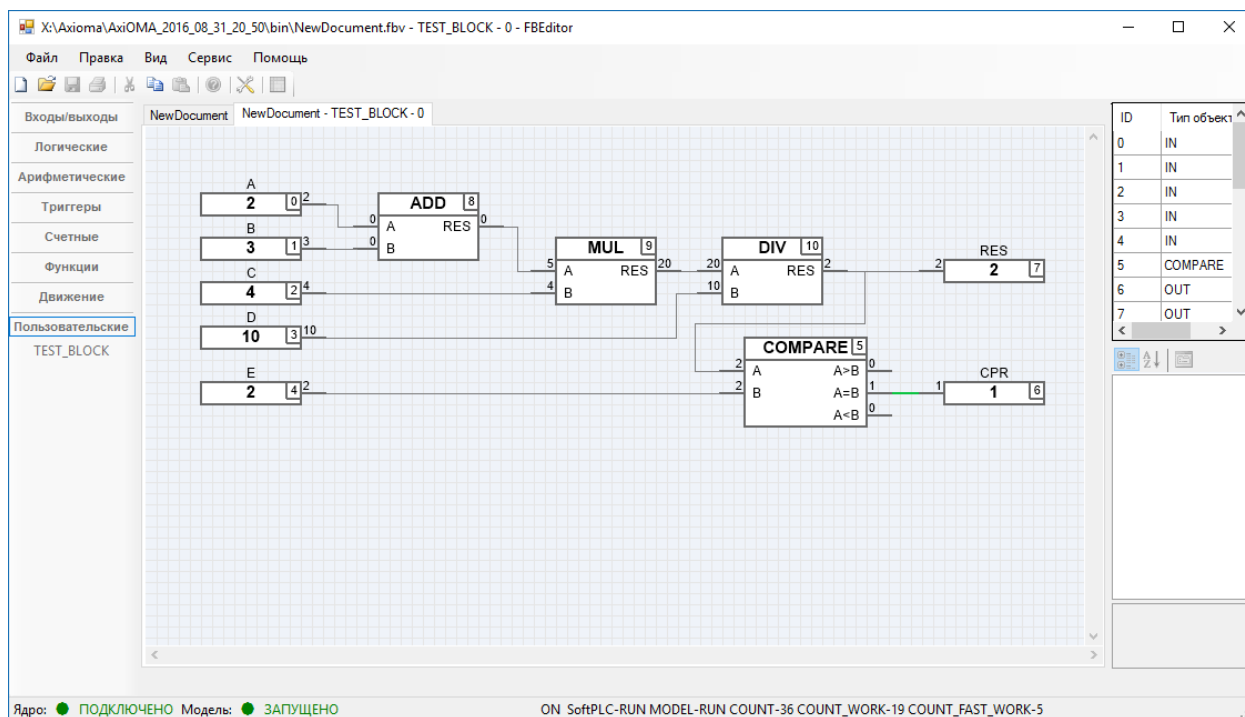 X:\Axioma\AxiOMA_2016_08_31_20_50\bin\NewDocument.fbv - TEST_BLOCK - 0 - FBEditor
Файл Правка Вид Сервис Помощь
Входы/выходы
Логические
Арифметические
Триггеры
Счетные
Функции
Движение
Пользовательские
TEST_BLOCK
NewDocument NewDocument - TEST_BLOCK - 0
A
2 0 2
B
3 1 3
C
4 2 4
D
10 3 10
E
2 4 2
ADD 8
0 A RES 0
0 B
MUL 9
5 A RES 20
4 B
DIV 10
20 A RES 2
10 B
RES
2 2 7
COMPARE 5
2 A A>B 0
2 B A=B 1
A<B 0
CPR
1 1 6
ID Тип объект
0 IN
1 IN
2 IN
3 IN
4 IN
5 COMPARE
6 OUT
7 OUT
Ядро: ПОДКЛЮЧЕНО Модель: ЗАПУЩЕНО ON SoftPLC-RUN MODEL-RUN COUNT-36 COUNT_WORK-19 COUNT_FAST_WORK-5